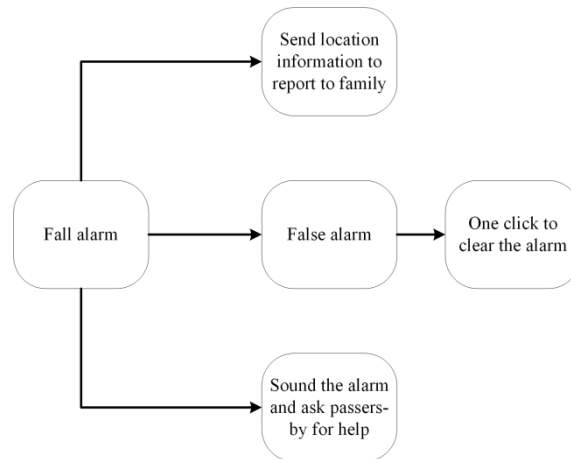 Send location
information to
report to family
Fall alarm
False alarm
One click to
clear the alarm
Sound the alarm
and ask passers-
by for help